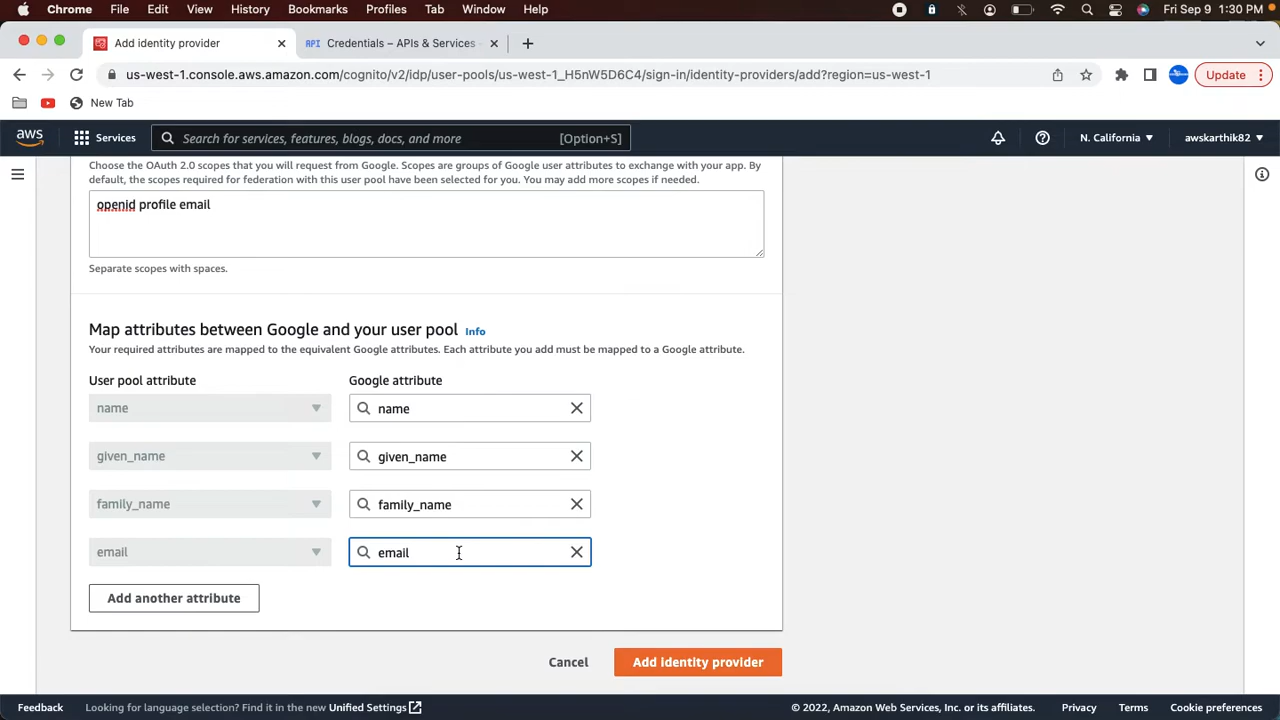 Chrome File Edit View History Bookmarks Profiles Tab Window Help Fri Sep 9 1:30 PM
Add identity provider API Credentials – APIs & Services -
us-west-1.console.aws.amazon.com/cognito/v2/idp/user-pools/us-west-1_H5nW5D6C4/sign-in/identity-providers/add?region=us-west-1 Update
New Tab
aws Services Search for services, features, blogs, docs, and more [Option+S] N. California awskarthik82
Choose the OAuth 2.0 scopes that you will request from Google. Scopes are groups of Google user attributes to exchange with your app. By
default, the scopes required for federation with this user pool have been selected for you. You may add more scopes if needed.
openid profile email
Separate scopes with spaces.
Map attributes between Google and your user pool Info
Your required attributes are mapped to the equivalent Google attributes. Each attribute you add must be mapped to a Google attribute.
User pool attribute Google attribute
name name
given_name given_name
family_name family_name
email email
Add another attribute
Cancel Add identity provider
Feedback Looking for language selection? Find it in the new Unified Settings © 2022, Amazon Web Services, Inc. or its affiliates. Privacy Terms Cookie preferences